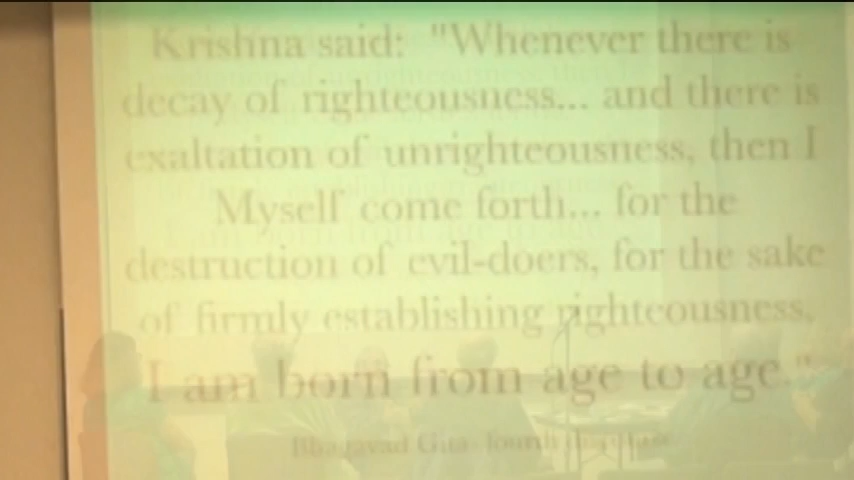 Krishna said: "Whenever there is
decay of righteousness... and there is
exaltation of unrighteousness, then I
Myself come forth... for the
destruction of evil-doers, for the sake
of firmly establishing righteousness,
I am born from age to age."
Bhagavad Gita fourth